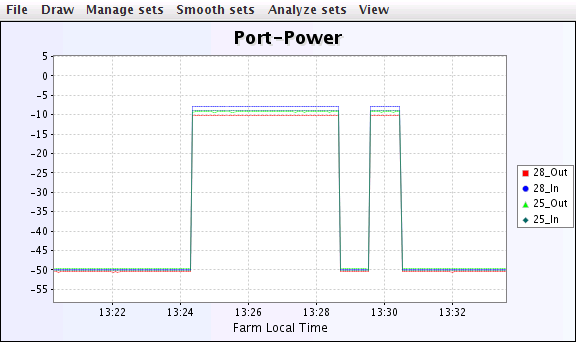 File Draw Manage sets Smooth sets Analyze sets View
Port-Power
5
0
-5
-10
-15
-20
-25
-30
-35
-40
-45
-50
-55
28_Out
28_In
25_Out
25_In
13:22 13:24 13:26 13:28 13:30 13:32
Farm Local Time